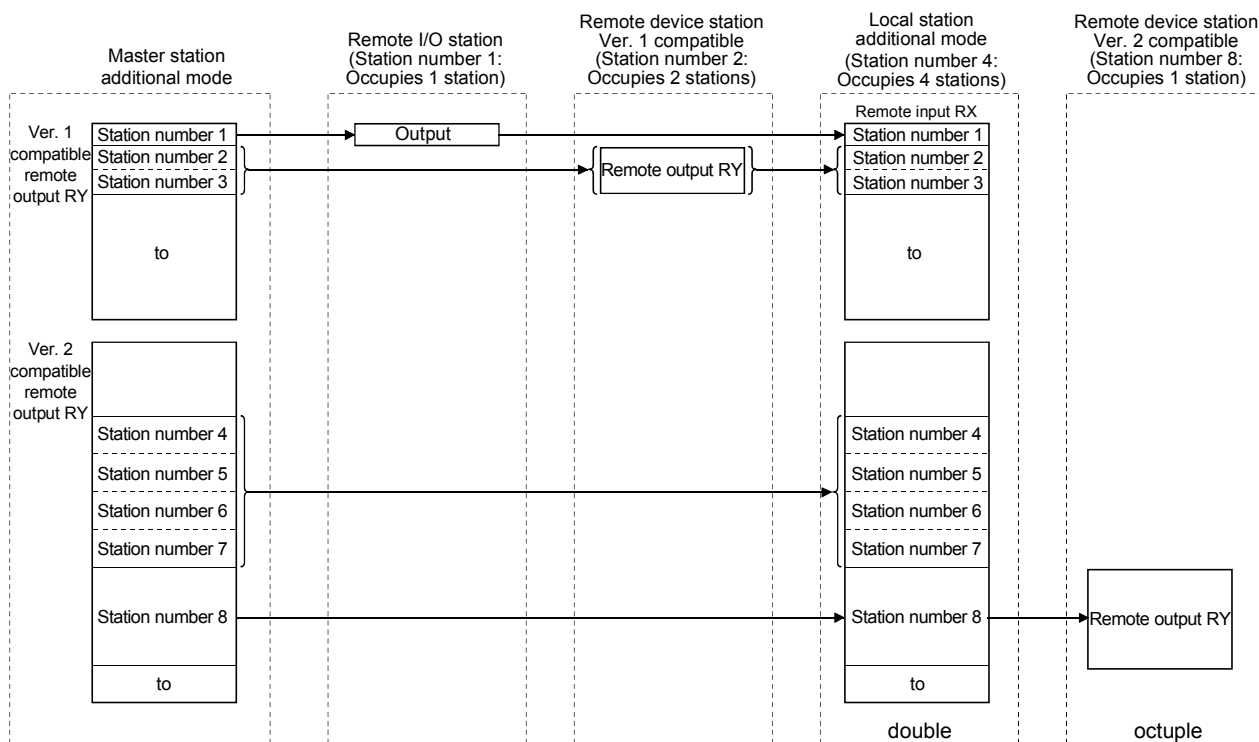 Master station
additional mode
Remote I/O station
(Station number 1:
Occupies 1 station)
Remote device station
Ver. 1 compatible
(Station number 2:
Occupies 2 stations)
Local station
additional mode
(Station number 4:
Occupies 4 stations)
Remote device station
Ver. 2 compatible
(Station number 8:
Occupies 1 station)
Ver. 1
compatible
remote
output RY
Station number 1
Station number 2
Station number 3
to
Output
Remote output RY
Remote input RX
Station number 1
Station number 2
Station number 3
to
Ver. 2
compatible
remote
output RY
Station number 4
Station number 5
Station number 6
Station number 7
Station number 8
to
Station number 4
Station number 5
Station number 6
Station number 7
Station number 8
to
Remote output RY
double
octuple